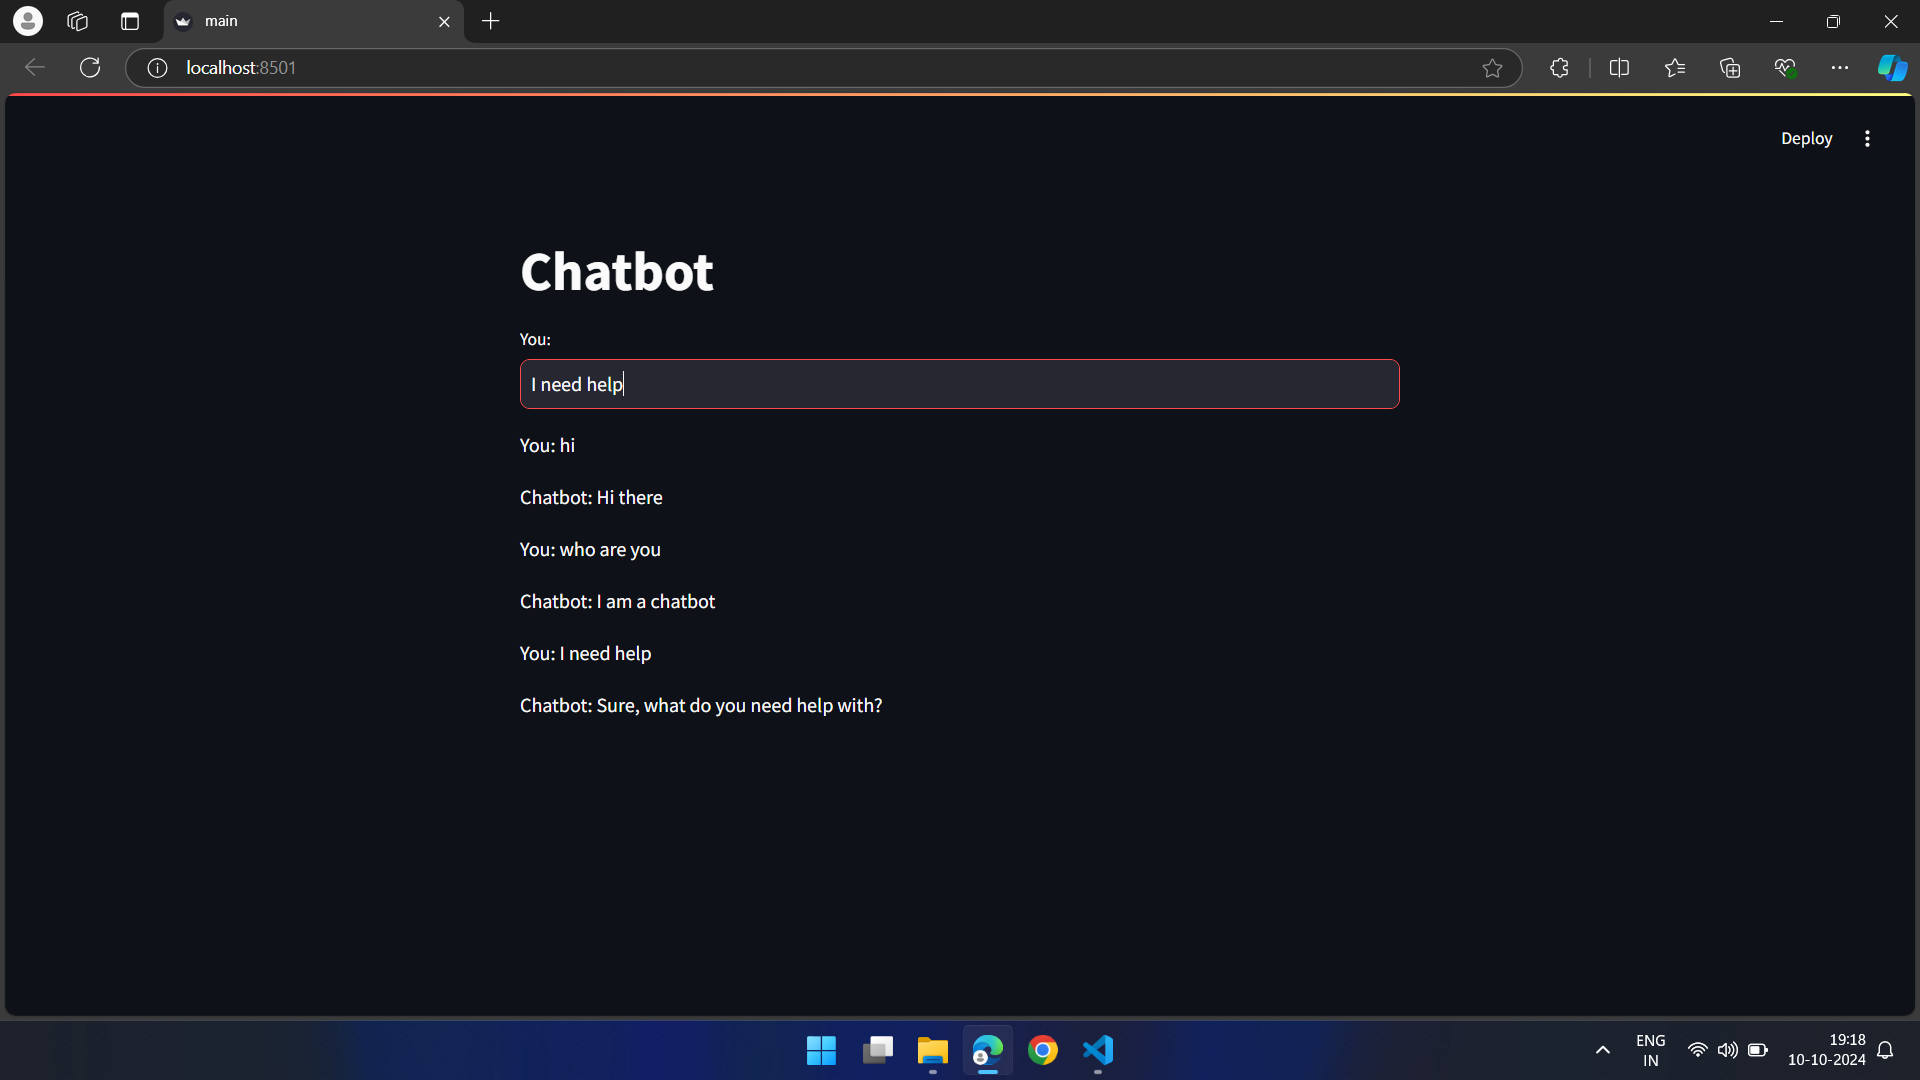 main
localhost:8501
Deploy
Chatbot
You:
I need help
You: hi
Chatbot: Hi there
You: who are you
Chatbot: I am a chatbot
You: I need help
Chatbot: Sure, what do you need help with?
ENG
IN
19:18
10-10-2024